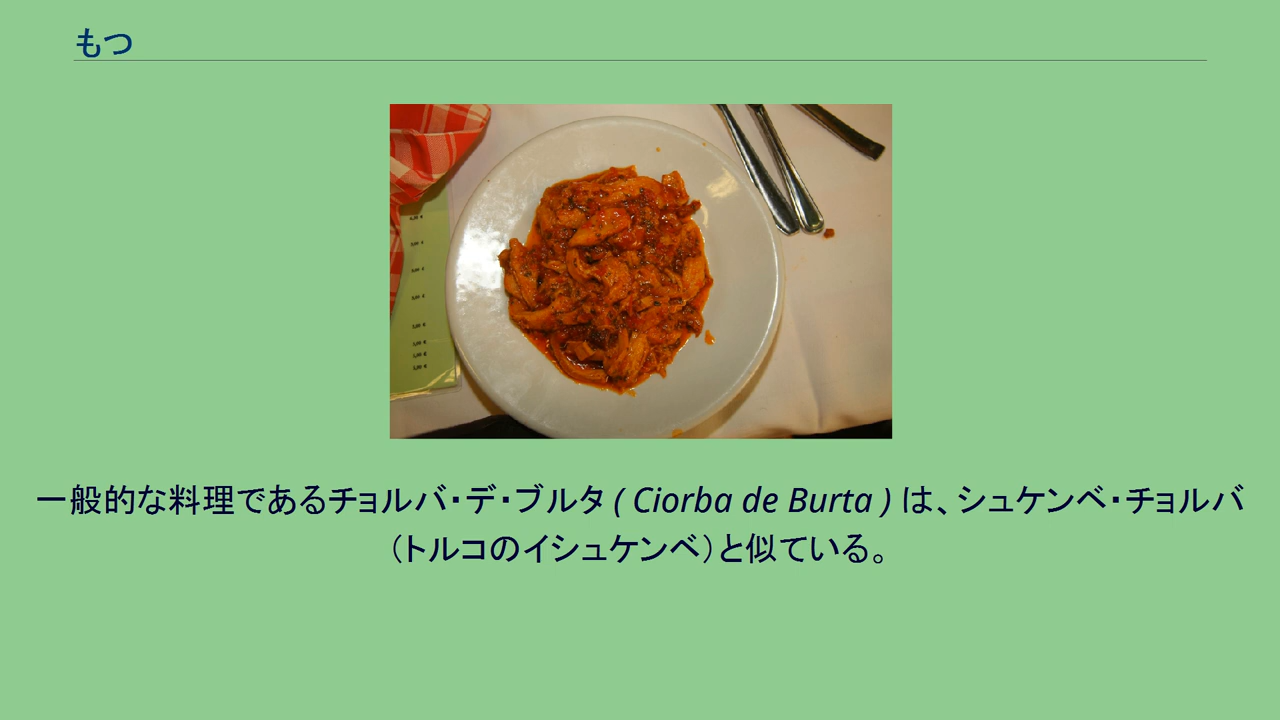 もつ
一般的な料理であるチョルバ・デ・ブルタ ( Ciorba de Burta ) は、シュケンベ・チョルバ
（トルコのイシュケンベ）と似ている。